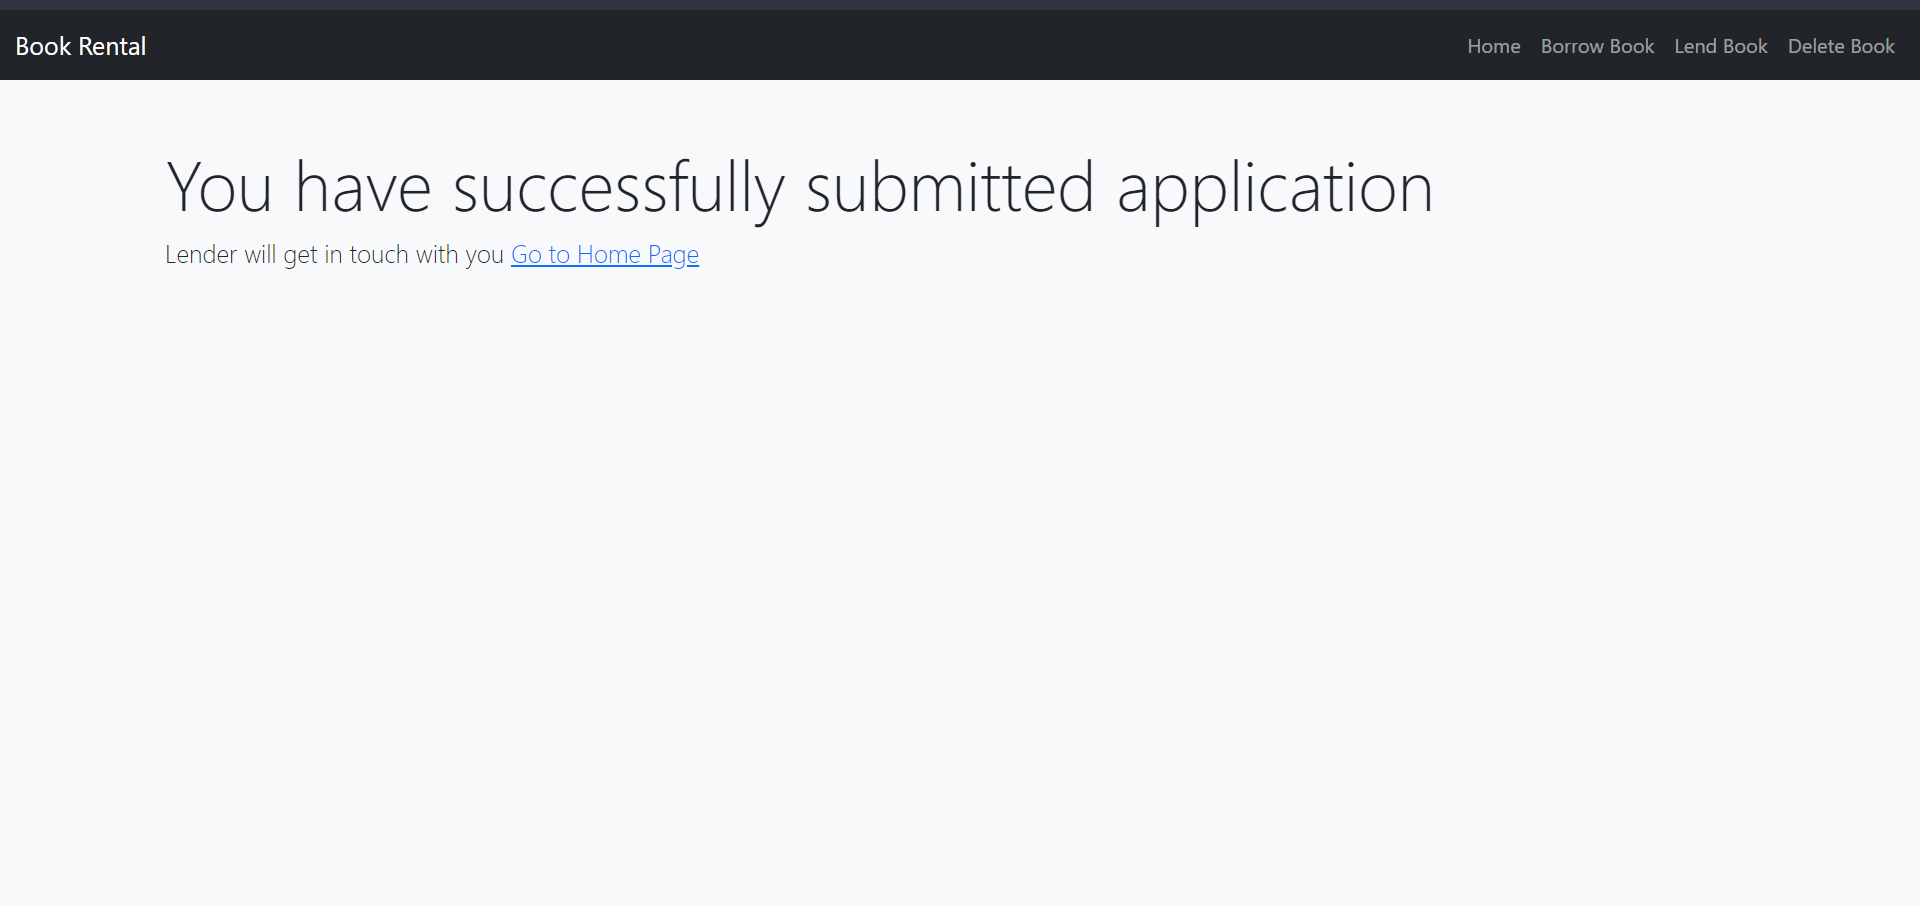 Book Rental Home Borrow Book Lend Book Delete Book
You have successfully submitted application
Lender will get in touch with you Go to Home Page